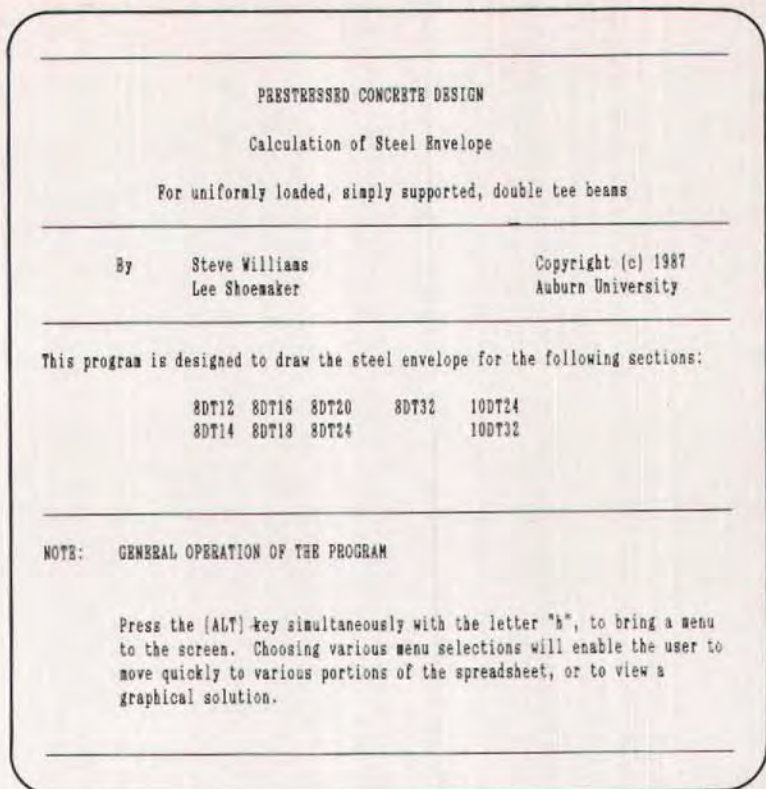 PRESTRESSED CONCRETE DESIGN
Calculation of Steel Envelope
For uniformly loaded, simply supported, double tee beams
By Steve Williams Copyright (c) 1987
Lee Shoemaker Auburn University
This program is designed to draw the steel envelope for the following sections:
8DT12 8DT16 8DT20 8DT32 10DT24
8DT14 8DT18 8DT24 10DT32
NOTE: GENERAL OPERATION OF THE PROGRAM
Press the [ALT] key simultaneously with the letter "h", to bring a menu
to the screen. Choosing various menu selections will enable the user to
move quickly to various portions of the spreadsheet, or to view a
graphical solution.